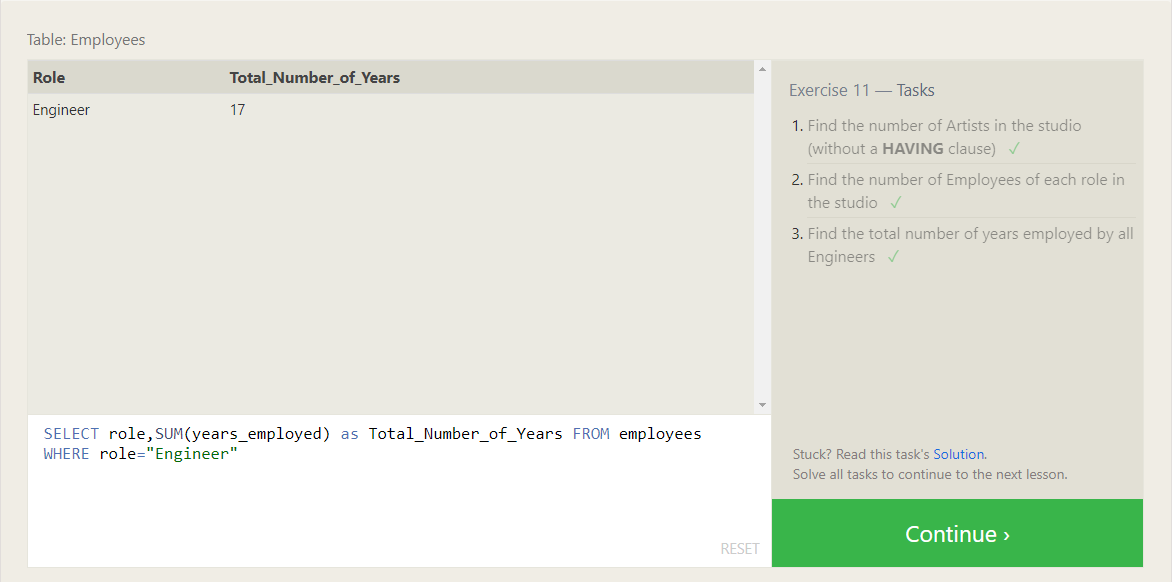 Table: Employees
Role Total_Number_of_Years
Engineer 17
Exercise 11 — Tasks
1. Find the number of Artists in the studio
(without a HAVING clause) ✓
2. Find the number of Employees of each role in
the studio ✓
3. Find the total number of years employed by all
Engineers ✓
SELECT role,SUM(years_employed) as Total_Number_of_Years FROM employees
WHERE role="Engineer"
RESET
Stuck? Read this task's Solution.
Solve all tasks to continue to the next lesson.
Continue ›